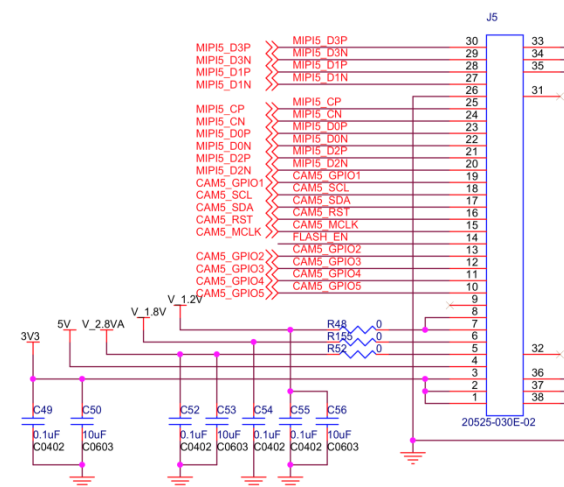 J5
MIPI5_D3P MIPI5_D3P 30 33
MIPI5_D3N MIPI5_D3N 29 34
MIPI5_D1P MIPI5_D1P 28 35
MIPI5_D1N MIPI5_D1N 27
26 31
MIPI5_CP MIPI5_CP 25
MIPI5_CN MIPI5_CN 24
MIPI5_D0P MIPI5_D0P 23
MIPI5_D0N MIPI5_D0N 22
MIPI5_D2P MIPI5_D2P 21
MIPI5_D2N MIPI5_D2N 20
CAM5_GPIO1 CAM5_GPIO1 19
CAM5_SCL CAM5_SCL 18
CAM5_SDA CAM5_SDA 17
CAM5_RST CAM5_RST 16
CAM5_MCLK CAM5_MCLK 15
FLASH_EN 14
CAM5_GPIO2 CAM5_GPIO2 13
CAM5_GPIO3 CAM5_GPIO3 12
CAM5_GPIO4 CAM5_GPIO4 11
CAM5_GPIO5 CAM5_GPIO5 10
V_1.2V 9
V_1.8V 8
5V V_2.8VA R48 0 7
3V3 R155 0 6
R52 0 5 32
4
3 36
2 37
1 38
C49 C50 C52 C53 C54 C55 C56
20525-030E-02
0.1uF 10uF 0.1uF 10uF 0.1uF 0.1uF 10uF
C0402 C0603 C0402 C0603 C0402 C0402 C0603